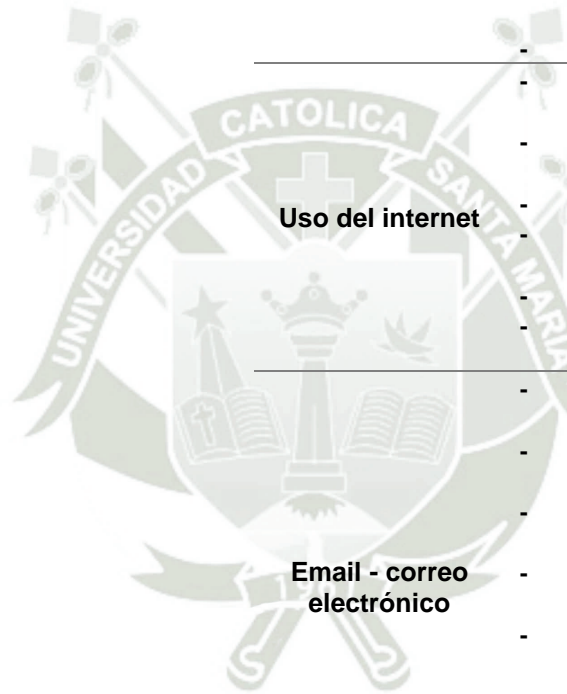 -
-
CATOLICA
-
UNIVERSIDAD
SANTA MARIA
Uso del internet
-
-
-
-
-
-
-
Email - correo
electrónico
-
-